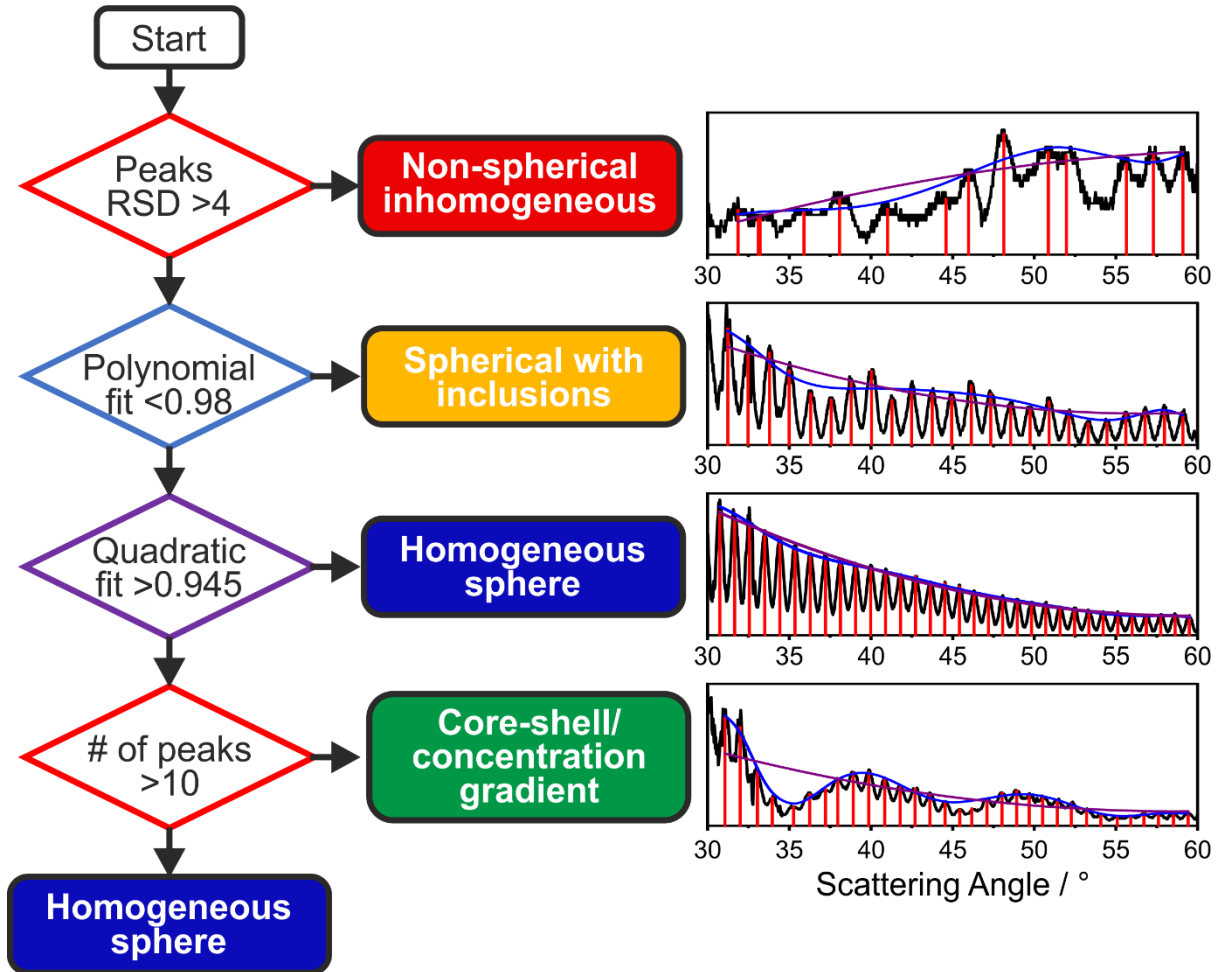 Start
Peaks
RSD >4
Non-spherical
inhomogeneous
30 35 40 45 50 55 60
Polynomial
fit <0.98
Spherical with
inclusions
30 35 40 45 50 55 60
Quadratic
fit >0.945
Homogeneous
sphere
30 35 40 45 50 55 60
# of peaks
>10
Core-shell/
concentration
gradient
30 35 40 45 50 55 60
Scattering Angle / °
Homogeneous
sphere